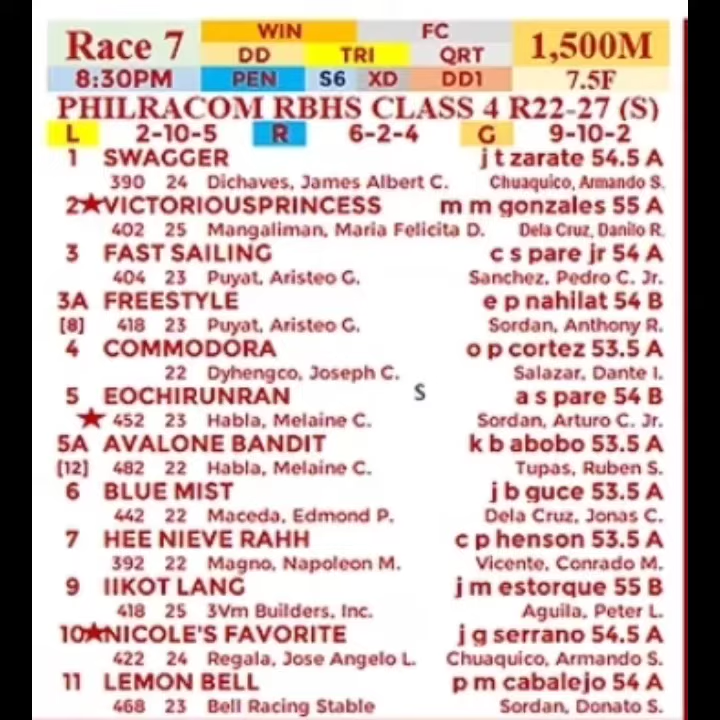 Race 7 WIN FC 1,500M
DD TRI QRT
8:30PM PEN S6 XD DD1 7.5F
PHILRACOM RBHS CLASS 4 R22-27 (S)
L 2-10-5 R 6-2-4 G 9-10-2
1 SWAGGER j t zarate 54.5 A
390 24 Dichaves, James Albert C. Chuaquico, Armando S.
2★VICTORIOUSPRINCESS m m gonzales 55 A
402 25 Mangaliman, Maria Felicita D. Dela Cruz, Danilo R.
3 FAST SAILING c s pare jr 54 A
404 23 Puyat, Aristeo G. Sanchez, Pedro C. Jr.
3A FREESTYLE e p nahilat 54 B
[8] 418 23 Puyat, Aristeo G. Sordan, Anthony R.
4 COMMODORA o p cortez 53.5 A
22 Dyhengco, Joseph C. Salazar, Dante I.
5 EOCHIRUNRAN S a s pare 54 B
★ 452 23 Habla, Melaine C. Sordan, Arturo C. Jr.
5A AVALONE BANDIT k b abobo 53.5 A
[12] 482 22 Habla, Melaine C. Tupas, Ruben S.
6 BLUE MIST j b guce 53.5 A
442 22 Maceda, Edmond P. Dela Cruz, Jonas C.
7 HEE NIEVE RAHH c p henson 53.5 A
392 22 Magno, Napoleon M. Vicente, Conrado M.
9 IIKOT LANG j m estorque 55 B
418 25 3Vm Builders, Inc. Aguila, Peter L.
10★NICOLE'S FAVORITE j g serrano 54.5 A
422 24 Regala, Jose Angelo L. Chuaquico, Armando S.
11 LEMON BELL p m cabalejo 54 A
468 23 Bell Racing Stable Sordan, Donato S.